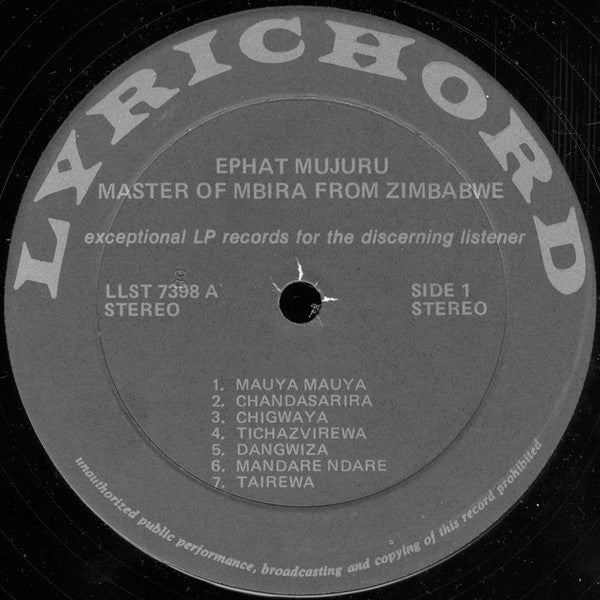 LYRICHORD
EPHAT MUJURU
MASTER OF MBIRA FROM ZIMBABWE
exceptional LP records for the discerning listener
LLST 7398 A
STEREO
SIDE 1
STEREO
1. MAUYA MAUYA
2. CHANDASARIRA
3. CHIGWAYA
4. TICHAZVIREWA
5. DANGWIZA
6. MANDARE NDARE
7. TAIREWA
unauthorized public performance, broadcasting and copying of this record prohibited